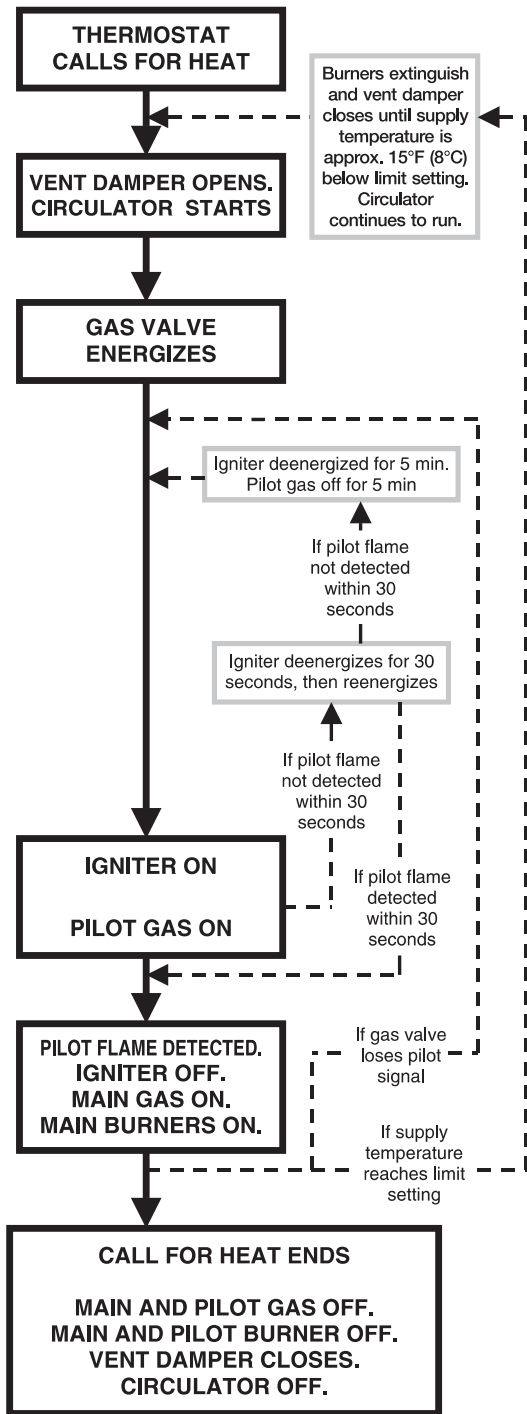 THERMOSTAT
CALLS FOR HEAT
Burners extinguish
and vent damper
closes until supply
temperature is
approx. 15°F (8°C)
below limit setting.
Circulator
continues to run.
VENT DAMPER OPENS.
CIRCULATOR STARTS
GAS VALVE
ENERGIZES
Igniter deenergized for 5 min.
Pilot gas off for 5 min
If pilot flame
not detected
within 30
seconds
Igniter deenergizes for 30
seconds, then reenergizes
If pilot flame
not detected
within 30
seconds
If pilot flame
detected
within 30
seconds
IGNITER ON
PILOT GAS ON
PILOT FLAME DETECTED.
IGNITER OFF.
MAIN GAS ON.
MAIN BURNERS ON.
If gas valve
loses pilot
signal
If supply
temperature
reaches limit
setting
CALL FOR HEAT ENDS
MAIN AND PILOT GAS OFF.
MAIN AND PILOT BURNER OFF.
VENT DAMPER CLOSES.
CIRCULATOR OFF.